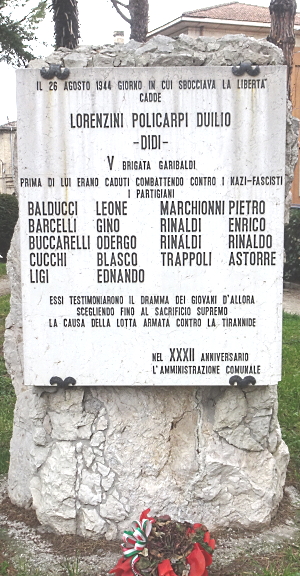 IL 26 AGOSTO 1944 GIORNO IN CUI SBOCCIAVA LA LIBERTA'
CADDE
LORENZINI POLICARPI DUILIO
-DIDI-
V BRIGATA GARIBALDI
PRIMA DI LUI ERANO CADUTI COMBATTENDO CONTRO I NAZI-FASCISTI
I PARTIGIANI
BALDUCCI LEONE MARCHIONNI PIETRO
BARCELLI GINO RINALDI ENRICO
BUCCARELLI ODERGO RINALDI RINALDO
CUCCHI BLASCO TRAPPOLI ASTORRE
LIGI EDNANDO
ESSI TESTIMONIARONO IL DRAMMA DEI GIOVANI D'ALLORA
SCEGLIENDO FINO AL SACRIFICIO SUPREMO
LA CAUSA DELLA LOTTA ARMATA CONTRO LA TIRANNIDE
NEL XXXII ANNIVERSARIO
L'AMMINISTRAZIONE COMUNALE